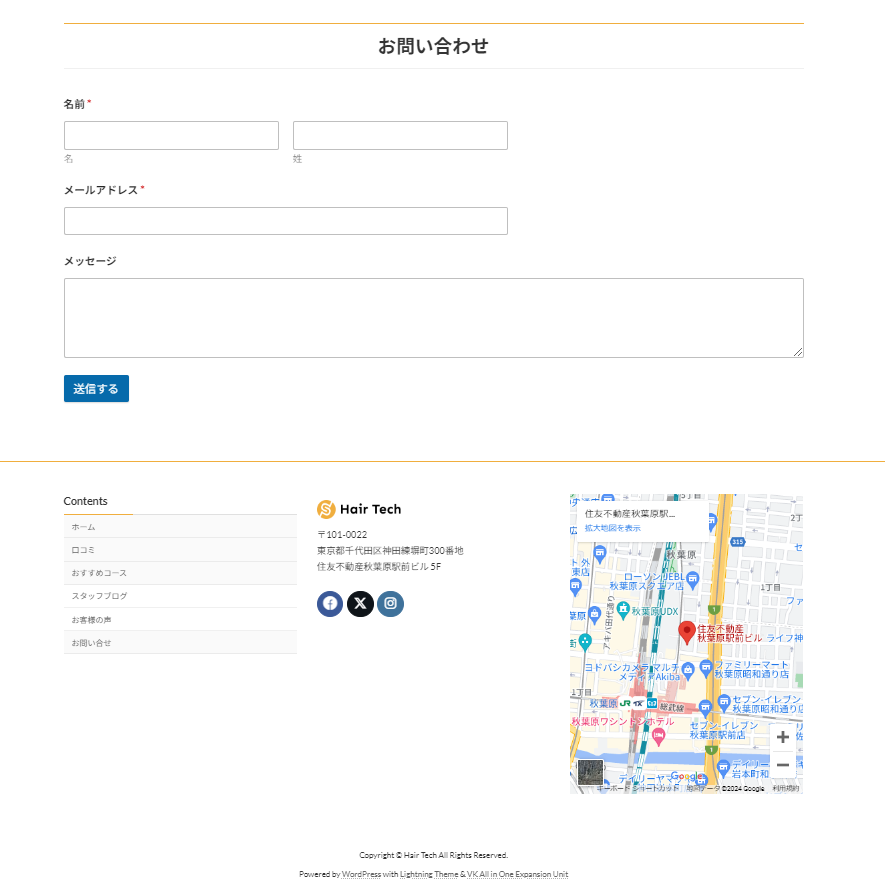 お問い合わせ
名前 *
名
姓
メールアドレス *
メッセージ
送信する
Contents
ホーム
口コミ
おすすめコース
スタッフブログ
お客様の声
お問い合せ
Hair Tech
〒101-0022
東京都千代田区神田練塀町300番地
住友不動産秋葉原駅前ビル 5F
住友不動産秋葉原駅...
拡大地図を表示
315
秋葉原
ローソン JEBL
秋葉原スクエア店
1丁目
秋葉原UDX
アキバ田代通り
住友不動産
秋葉原駅前ビル
ライフ神
ヨドバシカメラ マルチ
メディアAkiba
ファミリーマート
秋葉原昭和通り店
1丁目
秋葉原
JR
総武線
セブン-イレブン
秋葉原昭和通り店
秋葉原ワシントンホテル
セブン-イレブン
秋葉原駅前店
デイリー
岩本町和
デイリーヤマザキ
Google
キーボード ショートカット
地図データ ©2024 Google
利用規約
Copyright © Hair Tech All Rights Reserved.
Powered by WordPress with Lightning Theme & VK All in One Expansion Unit